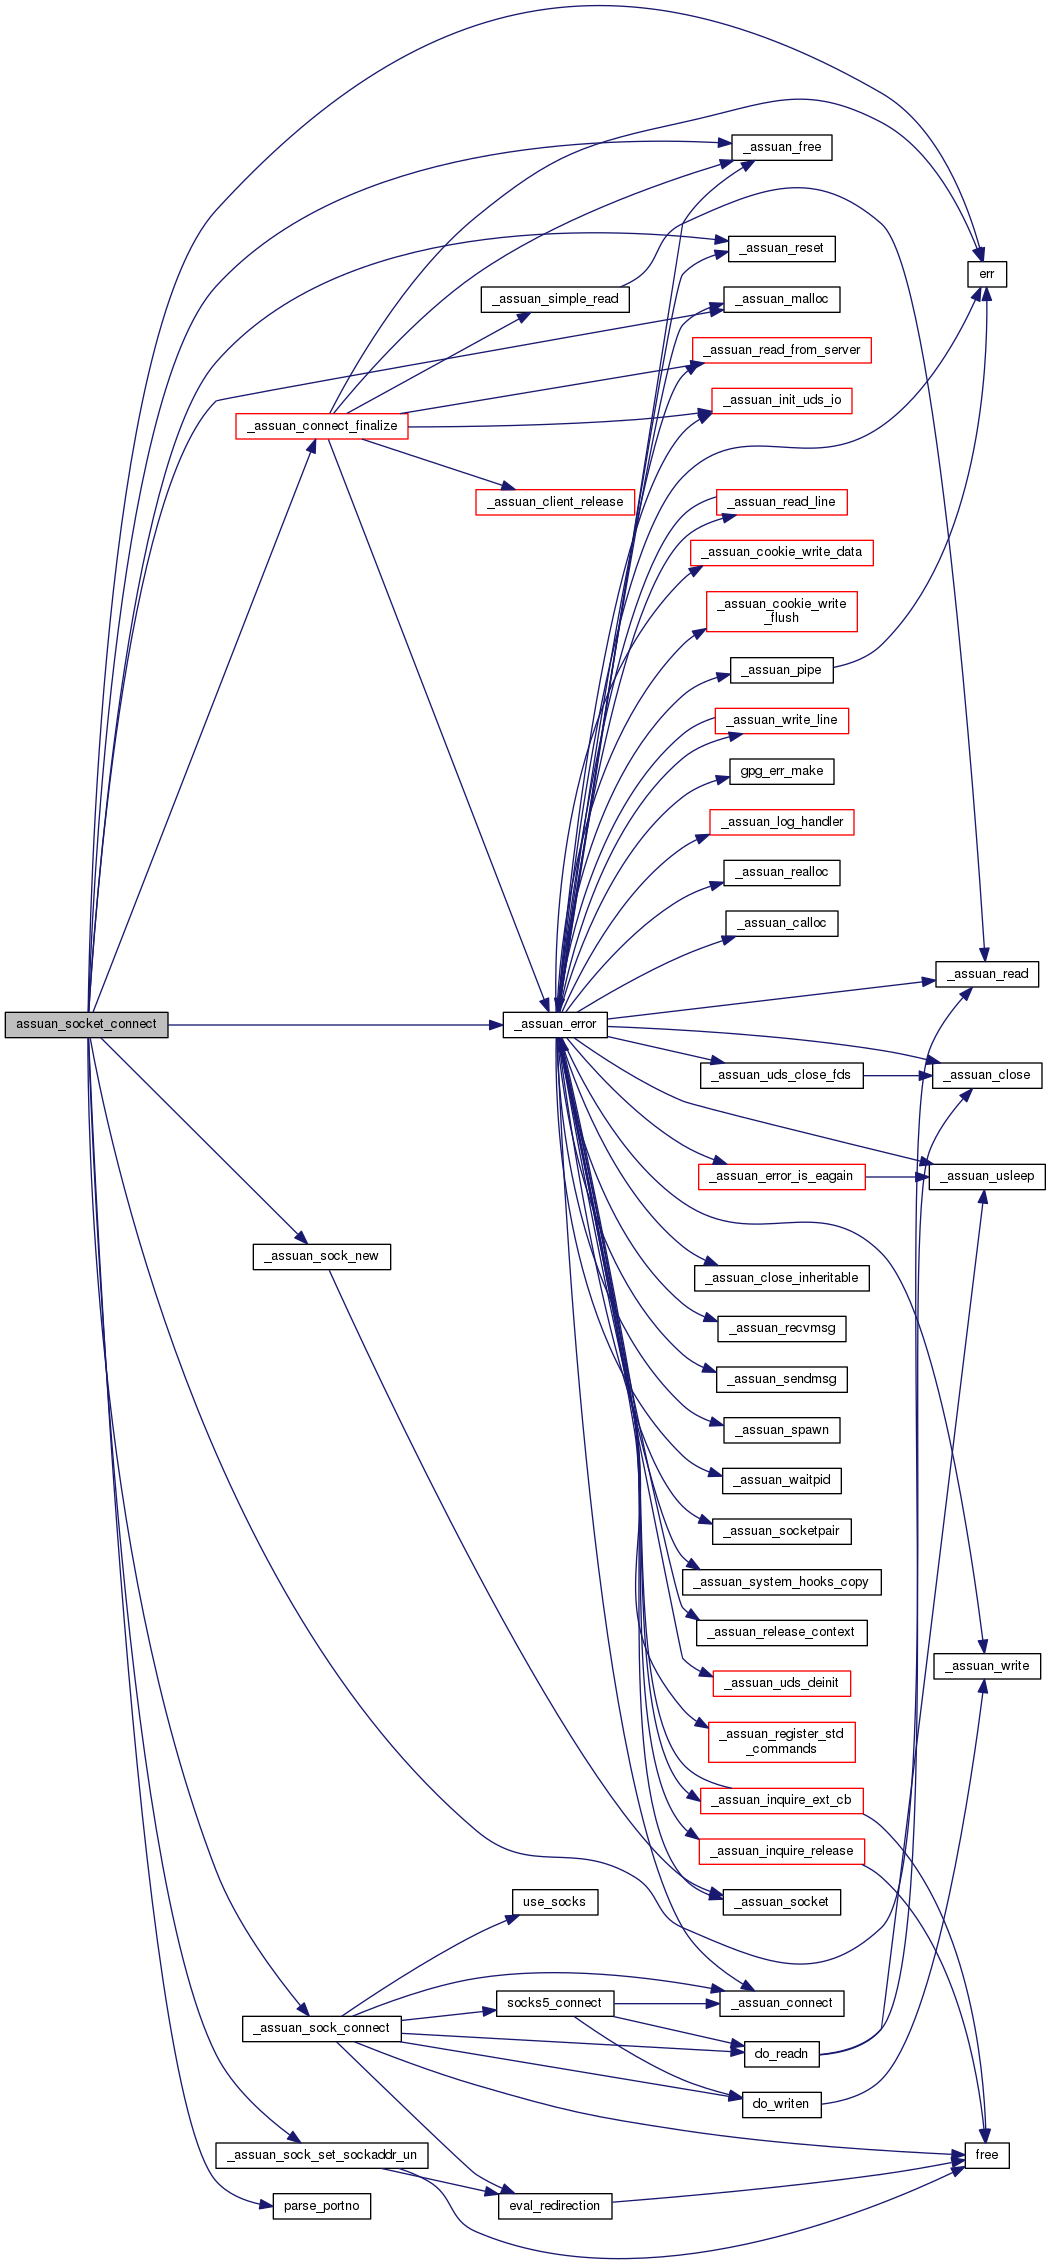 _assuan_free
_assuan_reset
err
_assuan_simple_read
_assuan_malloc
_assuan_read_from_server
_assuan_init_uds_io
_assuan_connect_finalize
_assuan_client_release
_assuan_read_line
_assuan_cookie_write_data
_assuan_cookie_write
_flush
_assuan_pipe
_assuan_write_line
gpg_err_make
_assuan_log_handler
_assuan_realloc
_assuan_calloc
_assuan_read
assuan_socket_connect
_assuan_error
_assuan_uds_close_fds
_assuan_close
_assuan_error_is_eagain
_assuan_usleep
_assuan_sock_new
_assuan_close_inheritable
_assuan_recvmsg
_assuan_sendmsg
_assuan_spawn
_assuan_waitpid
_assuan_socketpair
_assuan_system_hooks_copy
_assuan_release_context
_assuan_write
_assuan_uds_deinit
_assuan_register_std
_commands
_assuan_inquire_ext_cb
_assuan_inquire_release
use_socks
_assuan_socket
socks5_connect
_assuan_connect
_assuan_sock_connect
do_readn
do_writen
_assuan_sock_set_sockaddr_un
free
parse_portno
eval_redirection